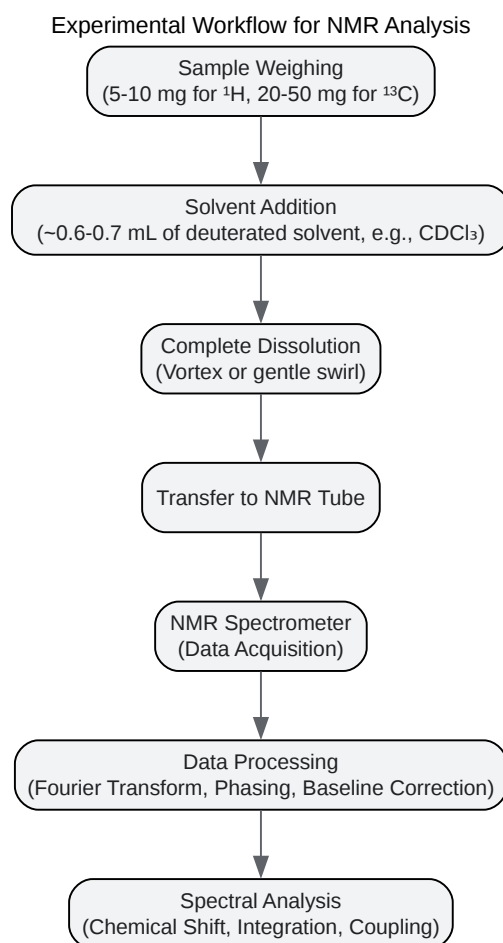 Experimental Workflow for NMR Analysis
Sample Weighing
(5-10 mg for ¹H, 20-50 mg for ¹³C)
Solvent Addition
(~0.6-0.7 mL of deuterated solvent, e.g., CDCl₃)
Complete Dissolution
(Vortex or gentle swirl)
Transfer to NMR Tube
NMR Spectrometer
(Data Acquisition)
Data Processing
(Fourier Transform, Phasing, Baseline Correction)
Spectral Analysis
(Chemical Shift, Integration, Coupling)